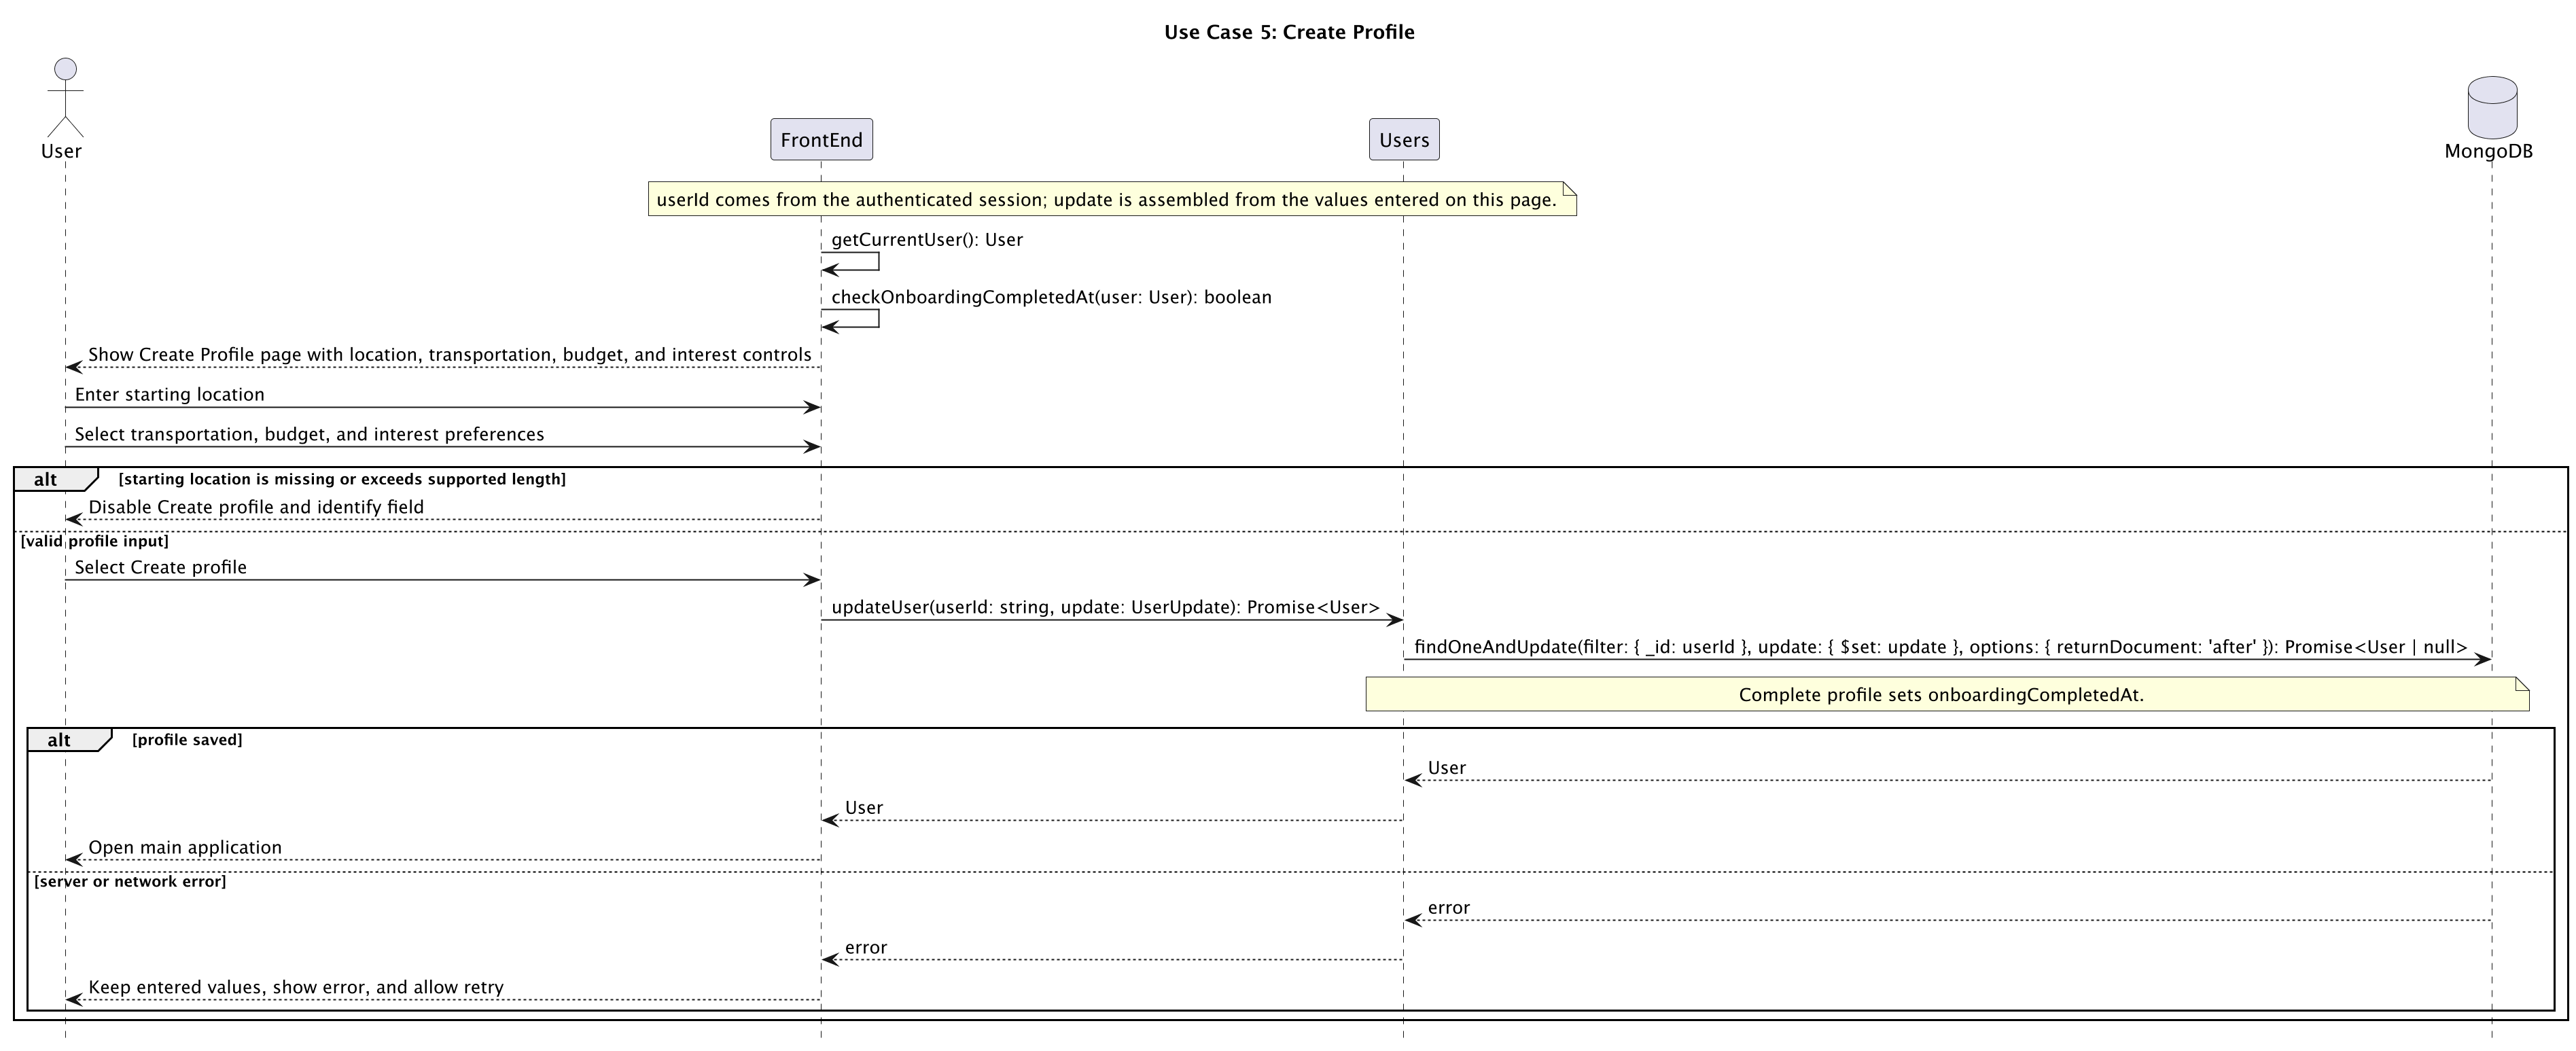 Use Case 5: Create Profile
User
FrontEnd
Users
MongoDB
userId comes from the authenticated session; update is assembled from the values entered on this page.
getCurrentUser(): User
checkOnboardingCompletedAt(user: User): boolean
Show Create Profile page with location, transportation, budget, and interest controls
Enter starting location
Select transportation, budget, and interest preferences
alt [starting location is missing or exceeds supported length]
Disable Create profile and identify field
[valid profile input]
Select Create profile
updateUser(userId: string, update: UserUpdate): Promise<User>
findOneAndUpdate(filter: { _id: userId }, update: { $set: update }, options: { returnDocument: 'after' }): Promise<User | null>
Complete profile sets onboardingCompletedAt.
alt [profile saved]
User
User
Open main application
[server or network error]
error
error
Keep entered values, show error, and allow retry